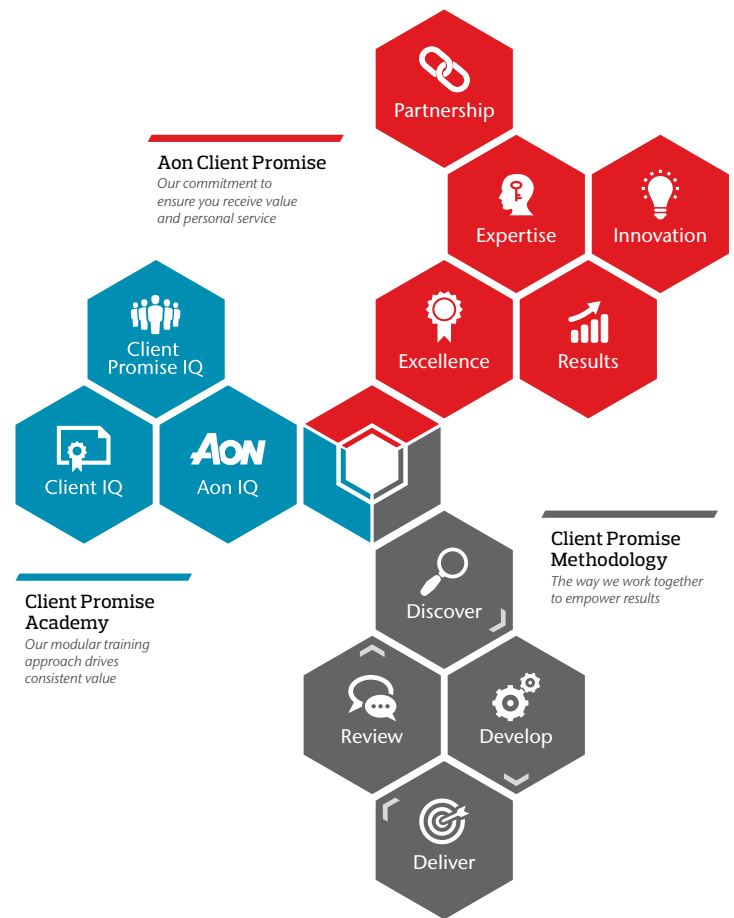 Partnership
Aon Client Promise
Our commitment to
ensure you receive value
and personal service
Expertise
Innovation
Client
Promise IQ
Excellence
Results
Client IQ
AON
Aon IQ
Client Promise
Methodology
The way we work together
to empower results
Client Promise
Academy
Our modular training
approach drives
consistent value
Discover
Review
Develop
Deliver